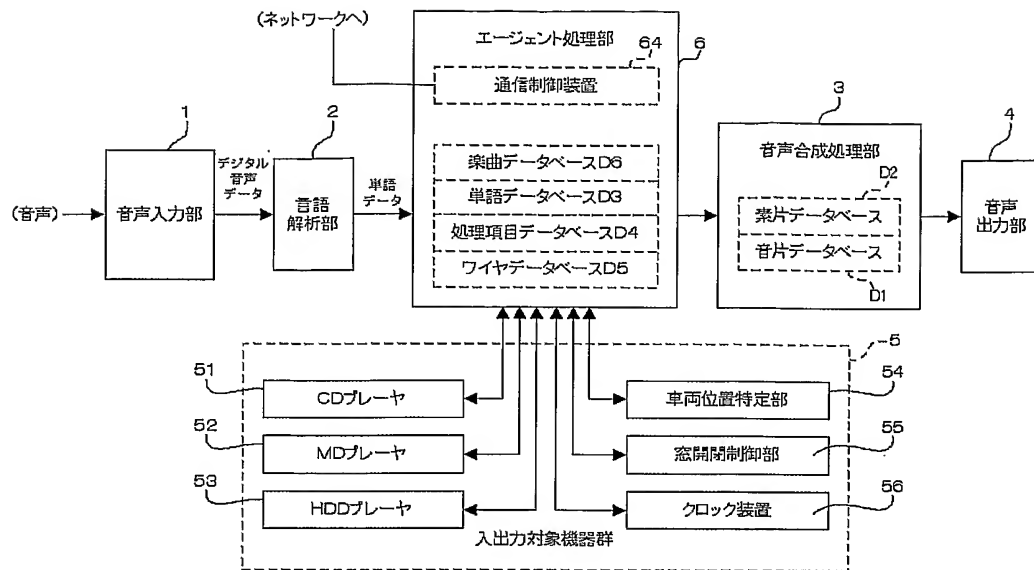 (ネットワークへ)
エージェント処理部
64
6
通信制御装置
1
デジタル
音声
データ
2
単語
データ
(音声)
音声入力部
言語
解析部
楽曲データベースD6
単語データベースD3
処理項目データベースD4
ワイヤデータベースD5
3
音声合成処理部
D2
素片データベース
音片データベース
D1
4
音声
出力部
5
51
CDプレーヤ
52
MDプレーヤ
53
HDDプレーヤ
54
車両位置特定部
55
窓開閉制御部
56
クロック装置
入出力対象機器群